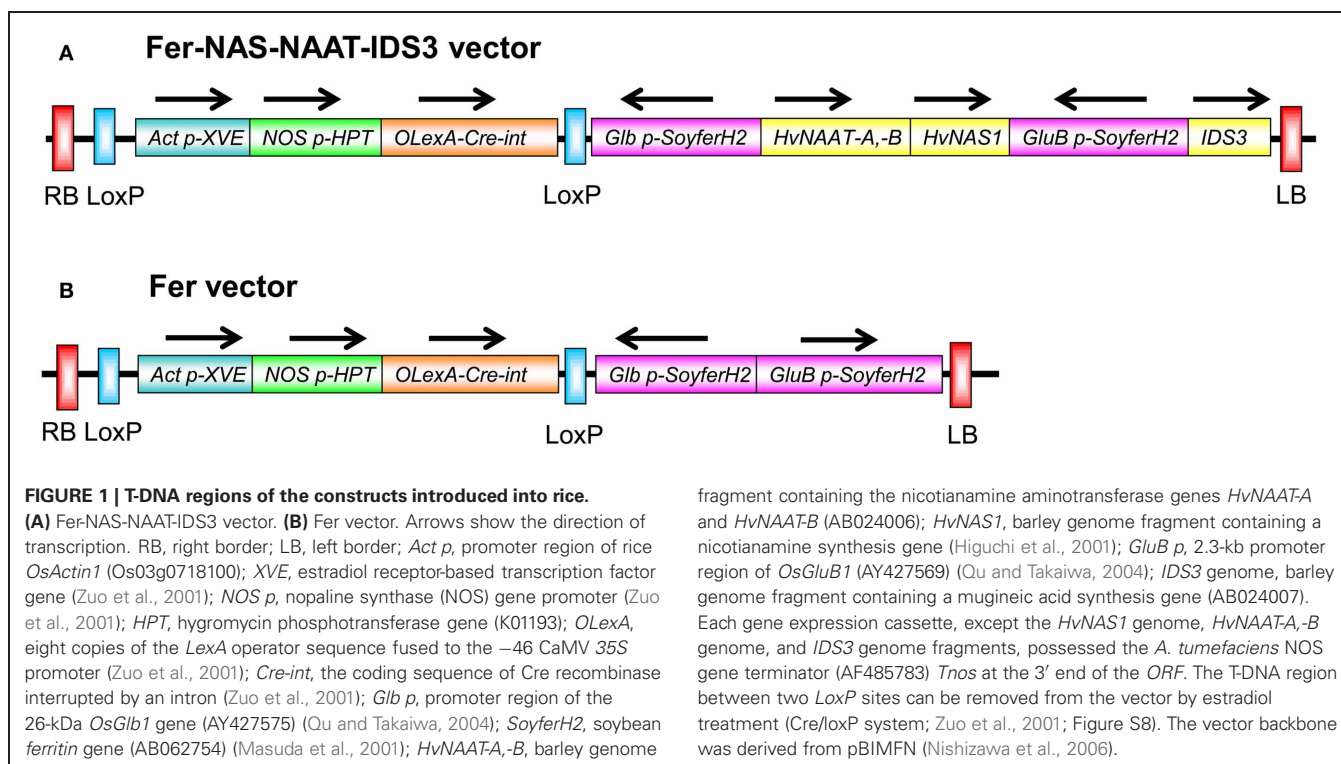 A Fer-NAS-NAAT-IDS3 vector
Act p-XVE NOS p-HPT OLexA-Cre-int Glb p-SoyferH2 HvNAAT-A,-B HvNAS1 GluB p-SoyferH2 IDS3
RB LoxP LoxP LB
B Fer vector
Act p-XVE NOS p-HPT OLexA-Cre-int Glb p-SoyferH2 GluB p-SoyferH2
RB LoxP LoxP LB
FIGURE 1 | T-DNA regions of the constructs introduced into rice.
(A) Fer-NAS-NAAT-IDS3 vector. (B) Fer vector. Arrows show the direction of
transcription. RB, right border; LB, left border; Act p, promoter region of rice
OsActin1 (Os03g0718100); XVE, estradiol receptor-based transcription factor
gene (Zuo et al., 2001); NOS p, nopaline synthase (NOS) gene promoter (Zuo
et al., 2001); HPT, hygromycin phosphotransferase gene (K01193); OLexA,
eight copies of the LexA operator sequence fused to the −46 CaMV 35S
promoter (Zuo et al., 2001); Cre-int, the coding sequence of Cre recombinase
interrupted by an intron (Zuo et al., 2001); Glb p, promoter region of the
26-kDa OsGlb1 gene (AY427575) (Qu and Takaiwa, 2004); SoyferH2, soybean
ferritin gene (AB062754) (Masuda et al., 2001); HvNAAT-A,-B, barley genome
fragment containing the nicotianamine aminotransferase genes HvNAAT-A
and HvNAAT-B (AB024006); HvNAS1, barley genome fragment containing a
nicotianamine synthesis gene (Higuchi et al., 2001); GluB p, 2.3-kb promoter
region of OsGluB1 (AY427569) (Qu and Takaiwa, 2004); IDS3 genome, barley
genome fragment containing a mugineic acid synthesis gene (AB024007).
Each gene expression cassette, except the HvNAS1 genome, HvNAAT-A,-B
genome, and IDS3 genome fragments, possessed the A. tumefaciens NOS
gene terminator (AF485783) Tnos at the 3′ end of the ORF. The T-DNA region
between two LoxP sites can be removed from the vector by estradiol
treatment (Cre/loxP system; Zuo et al., 2001; Figure S8). The vector backbone
was derived from pBIMFN (Nishizawa et al., 2006).